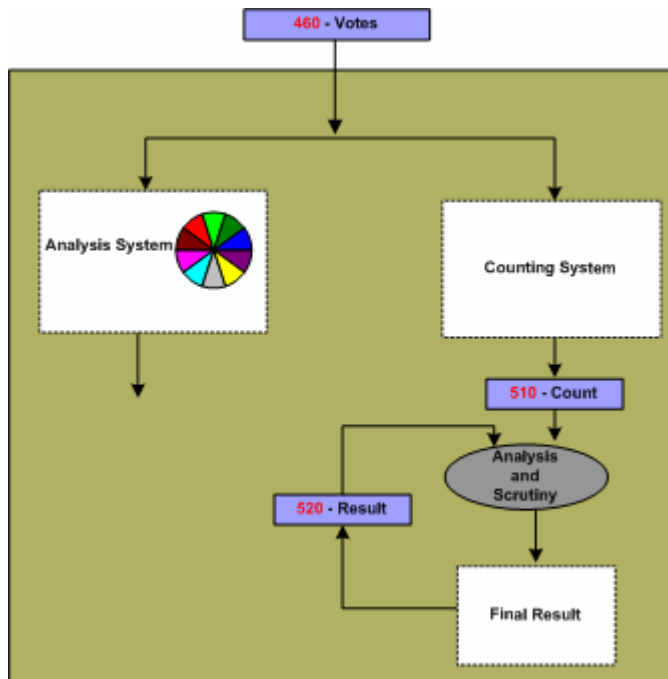 460 - Votes
Analysis System
Counting System
510 - Count
Analysis
and
Scrutiny
520 - Result
Final Result